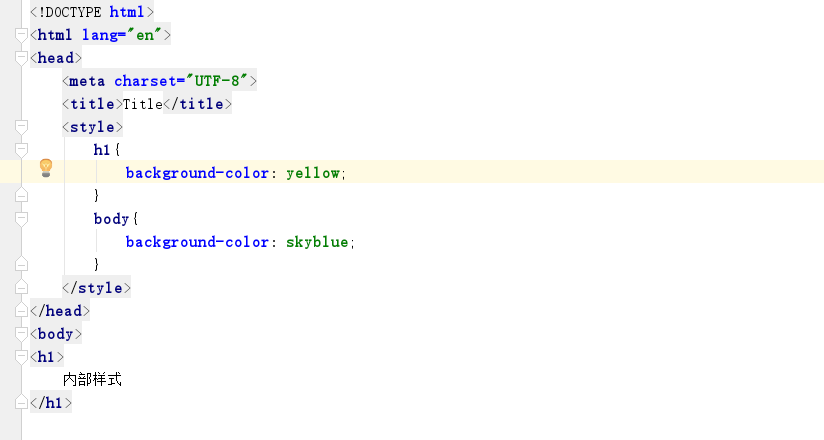 <!DOCTYPE html>
<html lang="en">
<head>
    <meta charset="UTF-8">
    <title>Title</title>
    <style>
        h1{
            background-color: yellow;
        }
        body{
            background-color: skyblue;
        }
    </style>
</head>
<body>
<h1>
    内部样式
</h1>